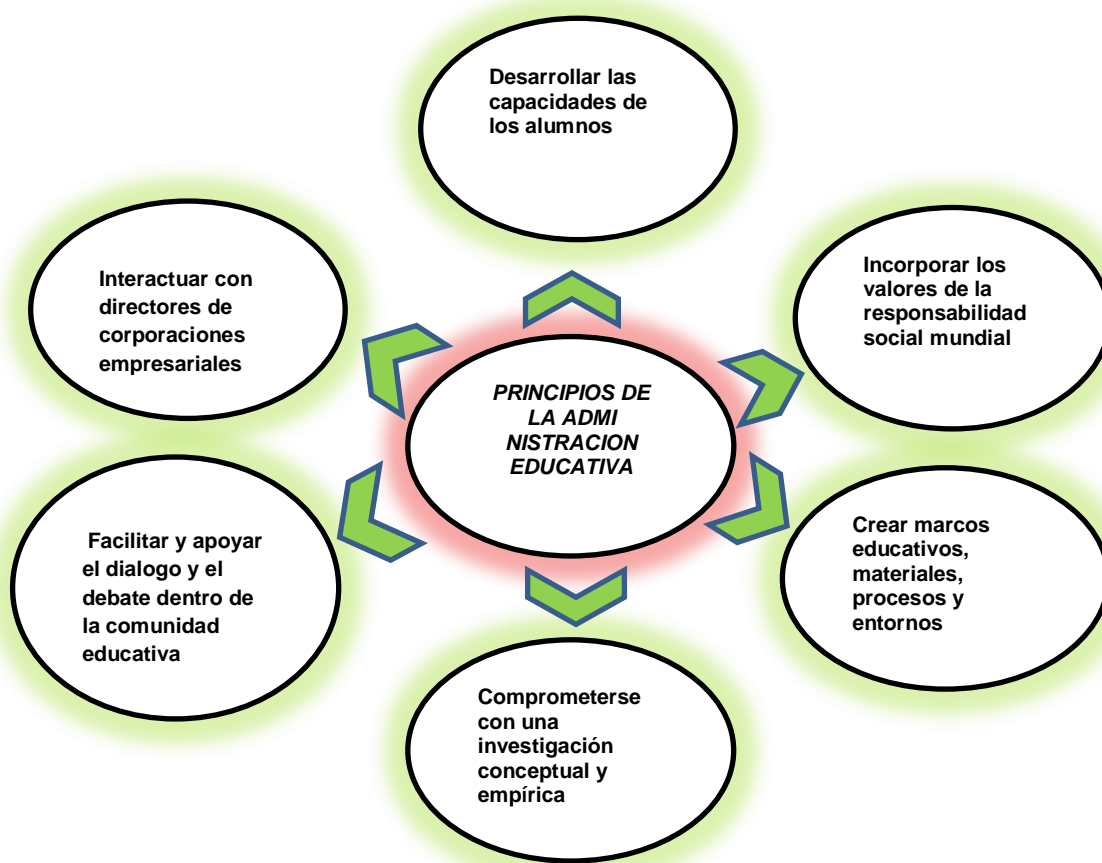 Desarrollar las
capacidades de
los alumnos
Interactuar con
directores de
corporaciones
empresariales
Incorporar los
valores de la
responsabilidad
social mundial
PRINCIPIOS DE
LA ADMI
NISTRACION
EDUCATIVA
Facilitar y apoyar
el dialogo y el
debate dentro de
la comunidad
educativa
Crear marcos
educativos,
materiales,
procesos y
entornos
Comprometerse
con una
investigación
conceptual y
empírica